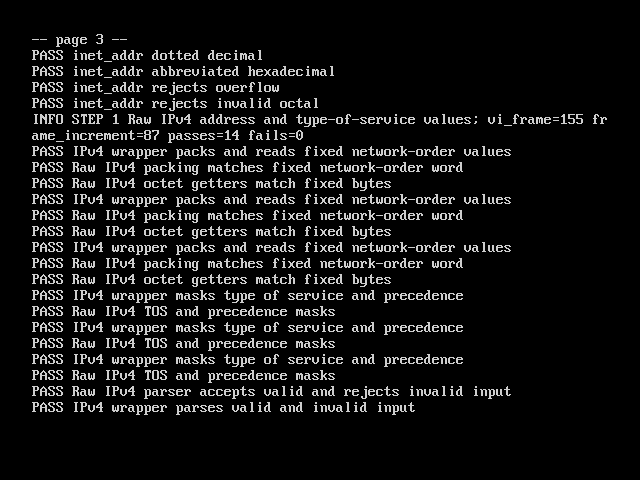 -- page 3 --
PASS inet_addr dotted decimal
PASS inet_addr abbreviated hexadecimal
PASS inet_addr rejects overflow
PASS inet_addr rejects invalid octal
INFO STEP 1 Raw IPv4 address and type-of-service values; vi_frame=155 fr
ame_increment=87 passes=14 fails=0
PASS IPv4 wrapper packs and reads fixed network-order values
PASS Raw IPv4 packing matches fixed network-order word
PASS Raw IPv4 octet getters match fixed bytes
PASS IPv4 wrapper packs and reads fixed network-order values
PASS Raw IPv4 packing matches fixed network-order word
PASS Raw IPv4 octet getters match fixed bytes
PASS IPv4 wrapper packs and reads fixed network-order values
PASS Raw IPv4 packing matches fixed network-order word
PASS Raw IPv4 octet getters match fixed bytes
PASS IPv4 wrapper masks type of service and precedence
PASS Raw IPv4 TOS and precedence masks
PASS IPv4 wrapper masks type of service and precedence
PASS Raw IPv4 TOS and precedence masks
PASS IPv4 wrapper masks type of service and precedence
PASS Raw IPv4 TOS and precedence masks
PASS Raw IPv4 parser accepts valid and rejects invalid input
PASS IPv4 wrapper parses valid and invalid input